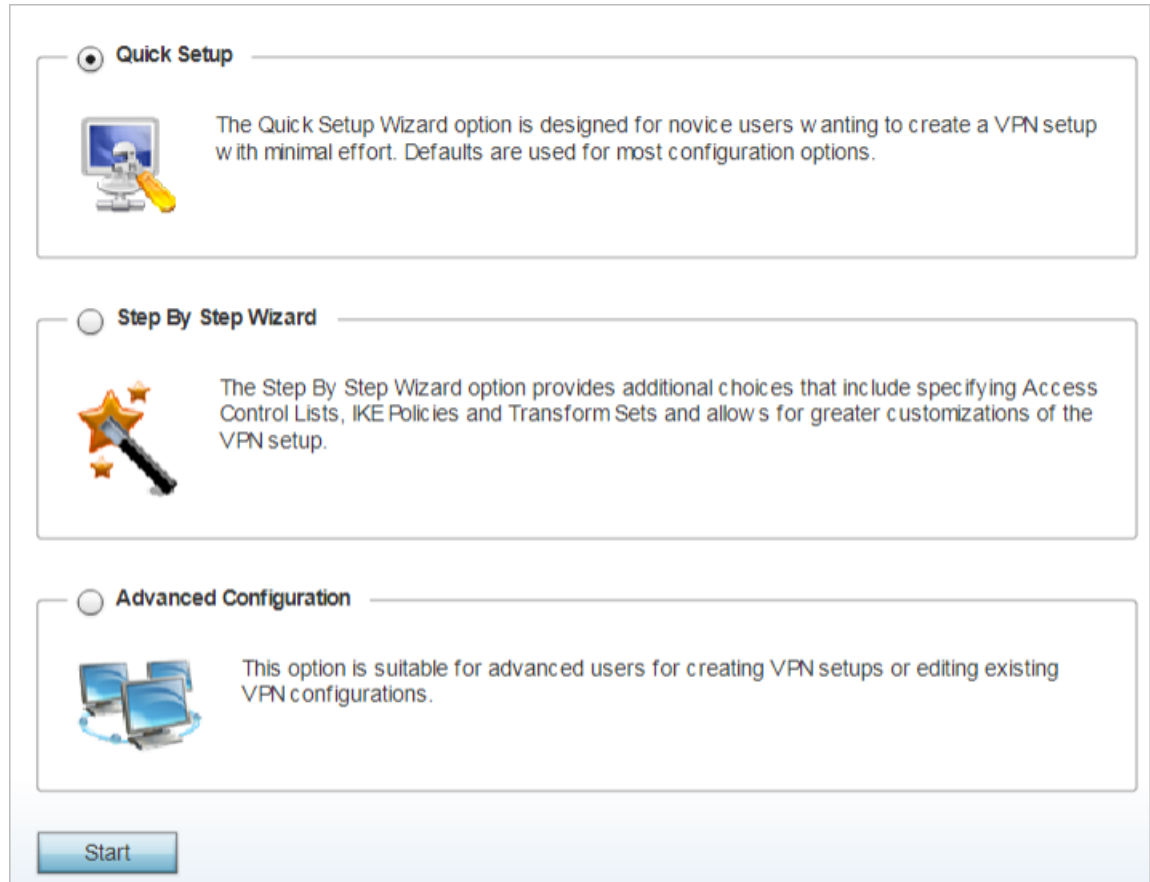 Quick Setup
The Quick Setup Wizard option is designed for novice users wanting to create a VPN setup
with minimal effort. Defaults are used for most configuration options.
Step By Step Wizard
The Step By Step Wizard option provides additional choices that include specifying Access
Control Lists, IKE Policies and Transform Sets and allows for greater customizations of the
VPN setup.
Advanced Configuration
This option is suitable for advanced users for creating VPN setups or editing existing
VPN configurations.
Start